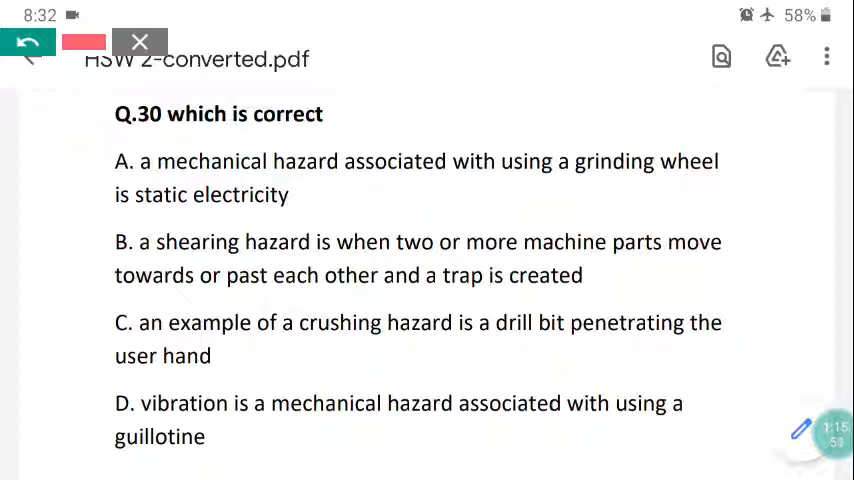 8:32
58%
HSW 2-converted.pdf
Q.30 which is correct
A. a mechanical hazard associated with using a grinding wheel
is static electricity
B. a shearing hazard is when two or more machine parts move
towards or past each other and a trap is created
C. an example of a crushing hazard is a drill bit penetrating the
user hand
D. vibration is a mechanical hazard associated with using a
guillotine
1:15
50